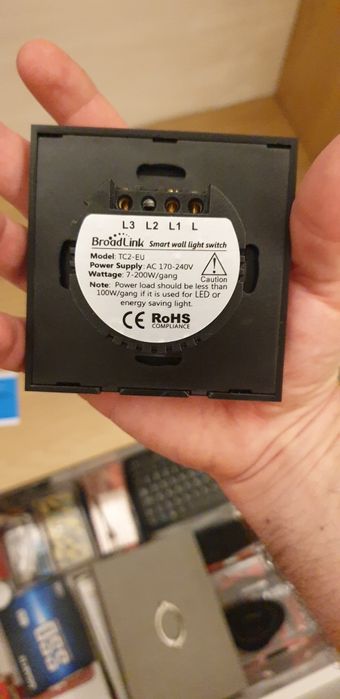 L3 L2 L1 L
BroadLink Smart wall light switch
Model: TC2-EU
Power Supply: AC 170-240V
Wattage: 7-200W/gang
Caution
Note: Power load should be less than
100W/gang if it is used for LED or
energy saving light.
CE RoHS
COMPLIANCE
DSS